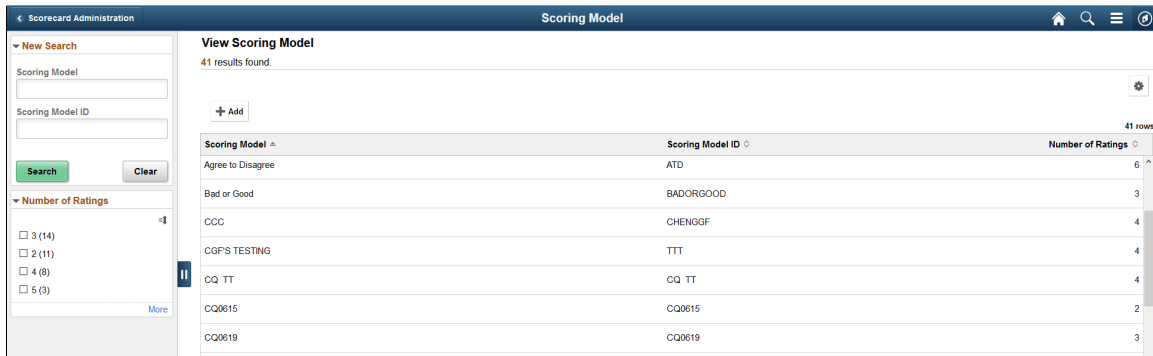 Scorecard Administration
Scoring Model
New Search
Scoring Model
Scoring Model ID
Search Clear
Number of Ratings
3 (14)
2 (11)
4 (8)
5 (3)
More
View Scoring Model
41 results found.
Add
41 rows
Scoring Model Scoring Model ID Number of Ratings
Agree to Disagree ATD 6
Bad or Good BADORGOOD 3
CCC CHENGGF 4
CGF'S TESTING TTT 4
CQ TT CQ TT 4
CQ0615 CQ0615 2
CQ0619 CQ0619 3